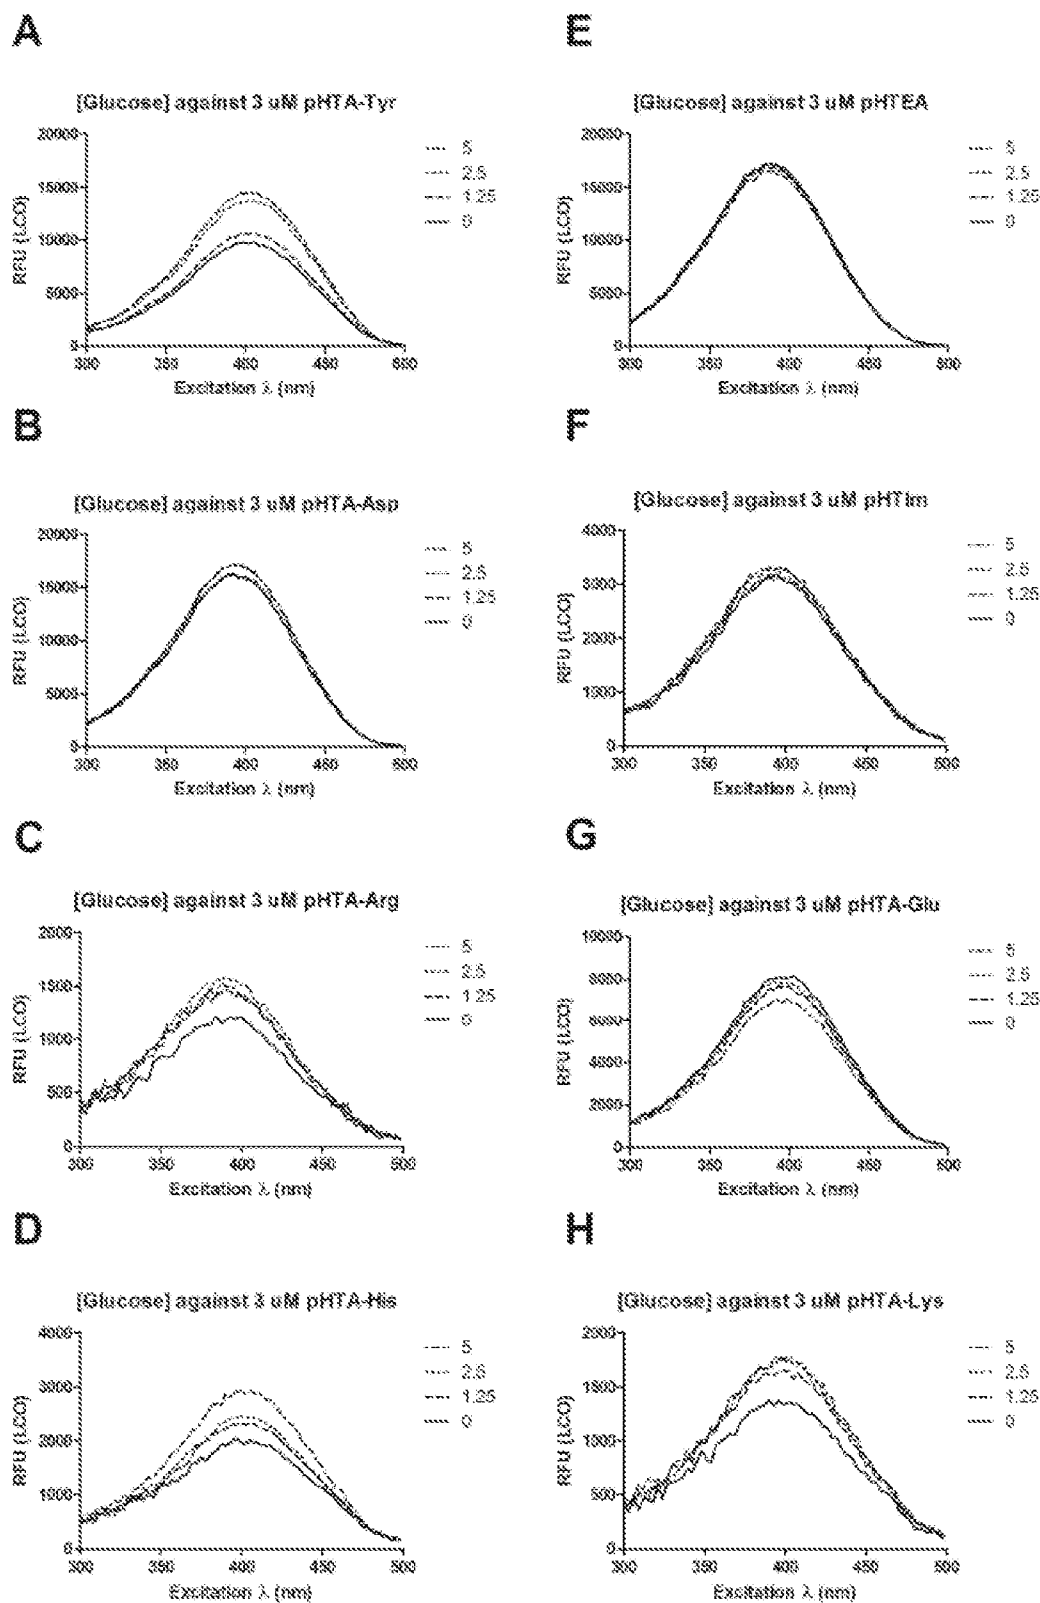 A
[Glucose] against 3 uM pHTA-Tyr
20000
15000
10000
5000
0
RFU (LCO)
300 350 400 450 500
Excitation λ (nm)
5
2.5
1.25
0
B
[Glucose] against 3 uM pHTA-Asp
20000
15000
10000
5000
0
RFU (LCO)
300 350 400 450 500
Excitation λ (nm)
5
2.5
1.25
0
C
[Glucose] against 3 uM pHTA-Arg
2000
1500
1000
500
0
RFU (LCO)
300 350 400 450 500
Excitation λ (nm)
5
2.5
1.25
0
D
[Glucose] against 3 uM pHTA-His
4000
3000
2000
1000
0
RFU (LCO)
300 350 400 450 500
Excitation λ (nm)
5
2.5
1.25
0
E
[Glucose] against 3 uM pHTEA
20000
15000
10000
5000
0
RFU (LCO)
300 350 400 450 500
Excitation λ (nm)
5
2.5
1.25
0
F
[Glucose] against 3 uM pHTIm
4000
3000
2000
1000
0
RFU (LCO)
300 350 400 450 500
Excitation λ (nm)
5
2.5
1.25
0
G
[Glucose] against 3 uM pHTA-Glu
10000
8000
6000
4000
2000
0
RFU (LCO)
300 350 400 450 500
Excitation λ (nm)
5
2.5
1.25
0
H
[Glucose] against 3 uM pHTA-Lys
2000
1500
1000
500
0
RFU (LCO)
300 350 400 450 500
Excitation λ (nm)
5
2.5
1.25
0